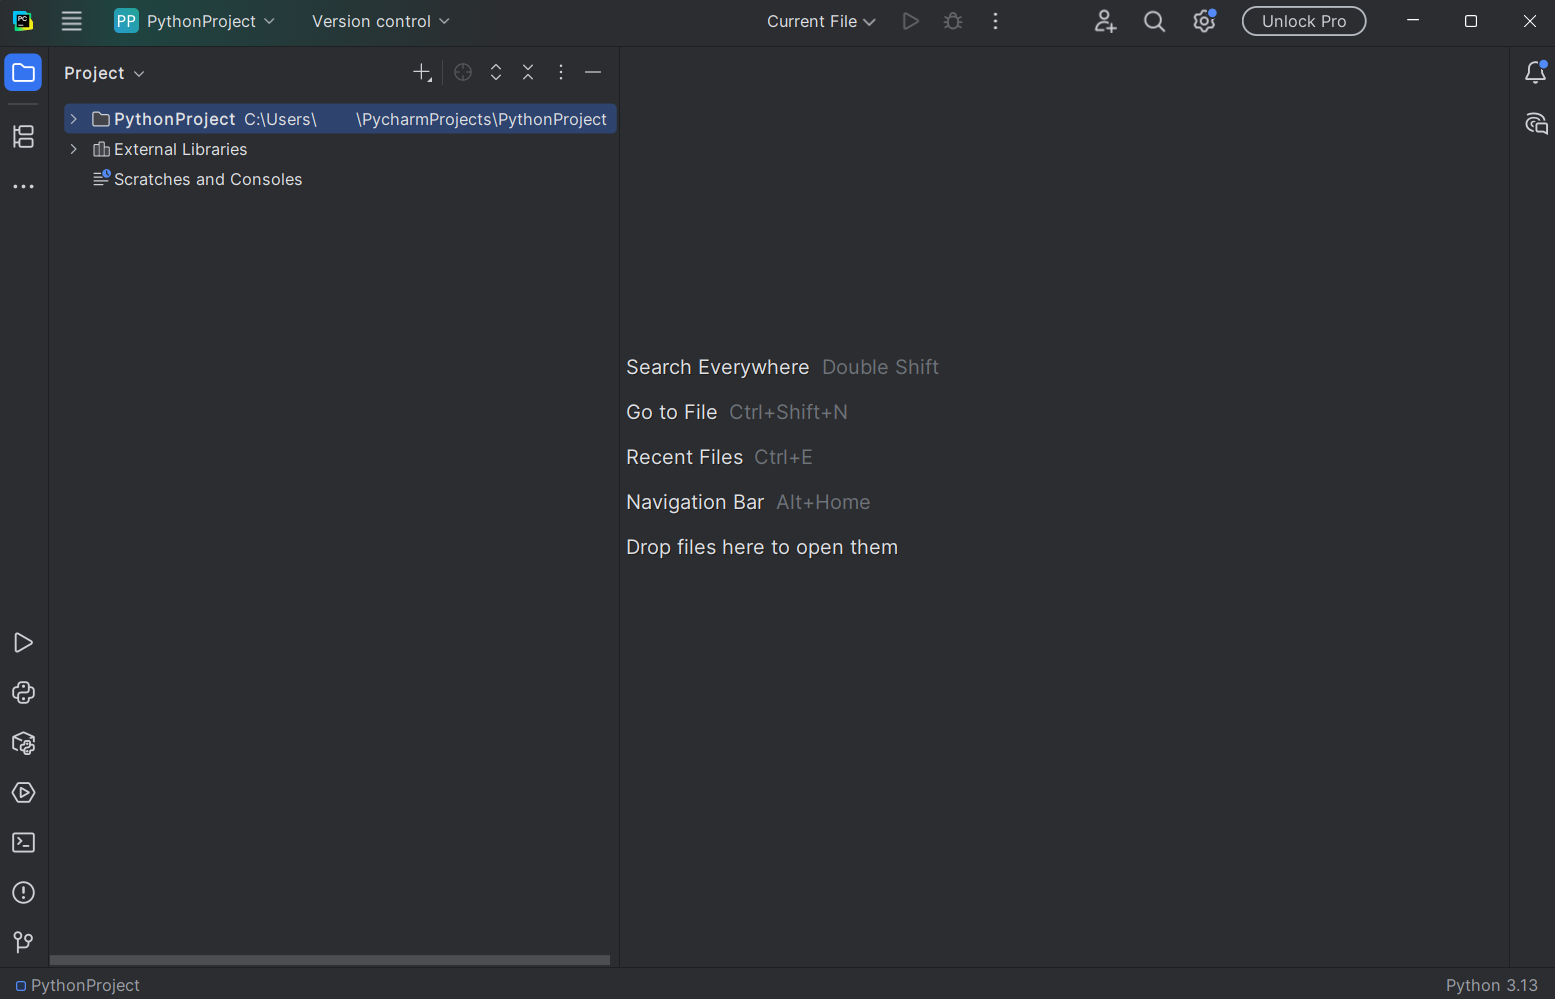 PC PP PythonProject Version control Current File Unlock Pro
Project
PythonProject C:\Users\ \PycharmProjects\PythonProject
External Libraries
Scratches and Consoles
Search Everywhere Double Shift
Go to File Ctrl+Shift+N
Recent Files Ctrl+E
Navigation Bar Alt+Home
Drop files here to open them
PythonProject Python 3.13